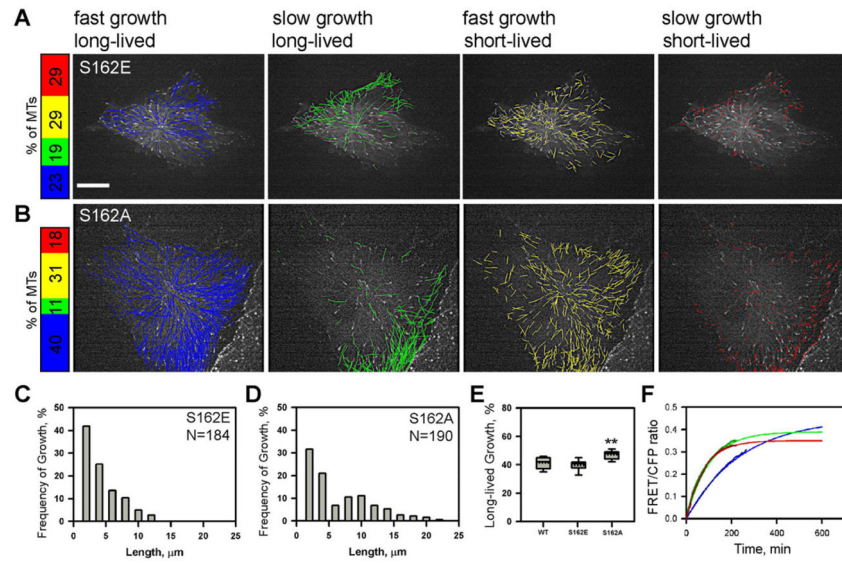 A
fast growth
long-lived
slow growth
long-lived
fast growth
short-lived
slow growth
short-lived
% of MTs
29
29
19
23
S162E
B
% of MTs
18
31
11
40
S162A
C
Frequency of Growth, %
50
40
30
20
10
0
S162E
N=184
0 5 10 15 20 25
Length, μm
D
Frequency of Growth, %
50
40
30
20
10
0
S162A
N=190
0 5 10 15 20 25
Length, μm
E
Long-lived Growth, %
80
60
40
20
0
**
WT S162E S162A
F
FRET/CFP ratio
0.5
0.4
0.3
0.2
0.1
0.0
0 200 400 600
Time, min